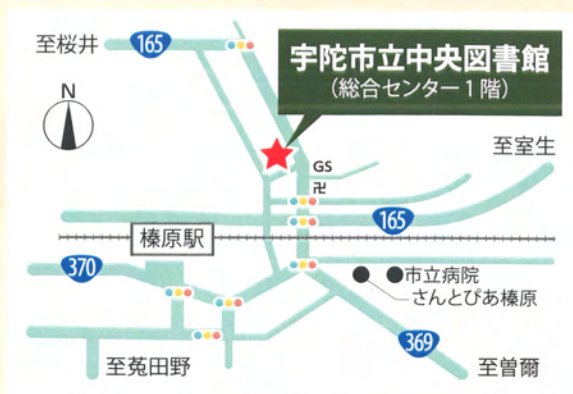 至桜井
165
宇陀市立中央図書館
(総合センター1階)
N
至室生
GS
卍
165
榛原駅
370
市立病院
さんとぴあ榛原
369
至菟田野
至曽爾